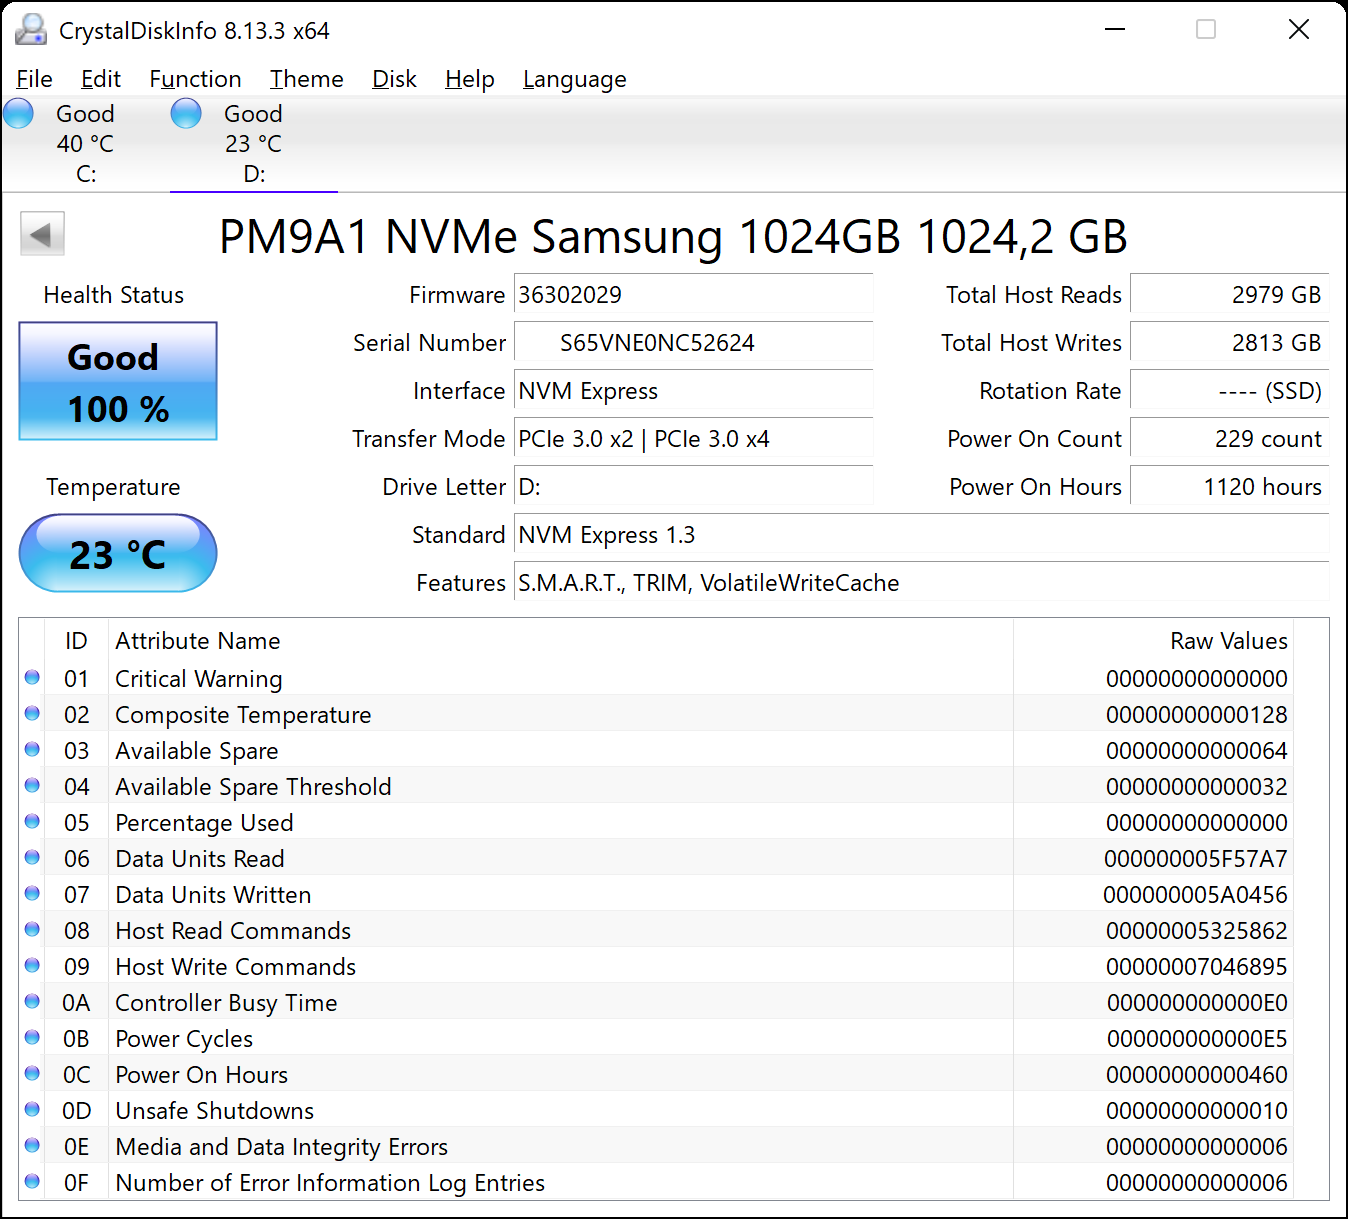 CrystalDiskInfo 8.13.3 x64
File Edit Function Theme Disk Help Language
Good Good
40 °C 23 °C
C: D:
PM9A1 NVMe Samsung 1024GB 1024,2 GB
Health Status
Good
100 %
Temperature
23 °C
Firmware 36302029
Serial Number S65VNE0NC52624
Interface NVM Express
Transfer Mode PCIe 3.0 x2 | PCIe 3.0 x4
Drive Letter D:
Standard NVM Express 1.3
Features S.M.A.R.T., TRIM, VolatileWriteCache
Total Host Reads 2979 GB
Total Host Writes 2813 GB
Rotation Rate ---- (SSD)
Power On Count 229 count
Power On Hours 1120 hours
ID Attribute Name Raw Values
01 Critical Warning 00000000000000
02 Composite Temperature 00000000000128
03 Available Spare 00000000000064
04 Available Spare Threshold 00000000000032
05 Percentage Used 00000000000000
06 Data Units Read 000000005F57A7
07 Data Units Written 000000005A0456
08 Host Read Commands 00000005325862
09 Host Write Commands 00000007046895
0A Controller Busy Time 000000000000E0
0B Power Cycles 000000000000E5
0C Power On Hours 00000000000460
0D Unsafe Shutdowns 00000000000010
0E Media and Data Integrity Errors 00000000000006
0F Number of Error Information Log Entries 00000000000006